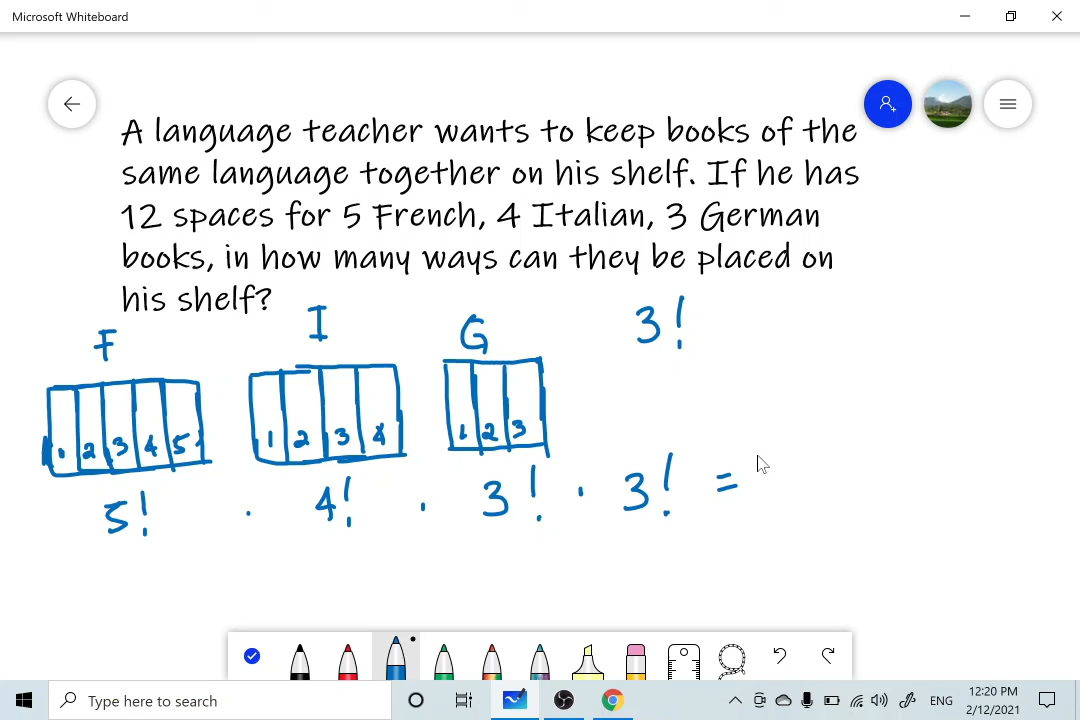 Microsoft Whiteboard
A language teacher wants to keep books of the
same language together on his shelf. If he has
12 spaces for 5 French, 4 Italian, 3 German
books, in how many ways can they be placed on
his shelf?
F I G 3!
1 2 3 4 5 1 2 3 4 1 2 3
5! · 4! · 3! · 3! =
Type here to search
ENG
12:20 PM
2/12/2021